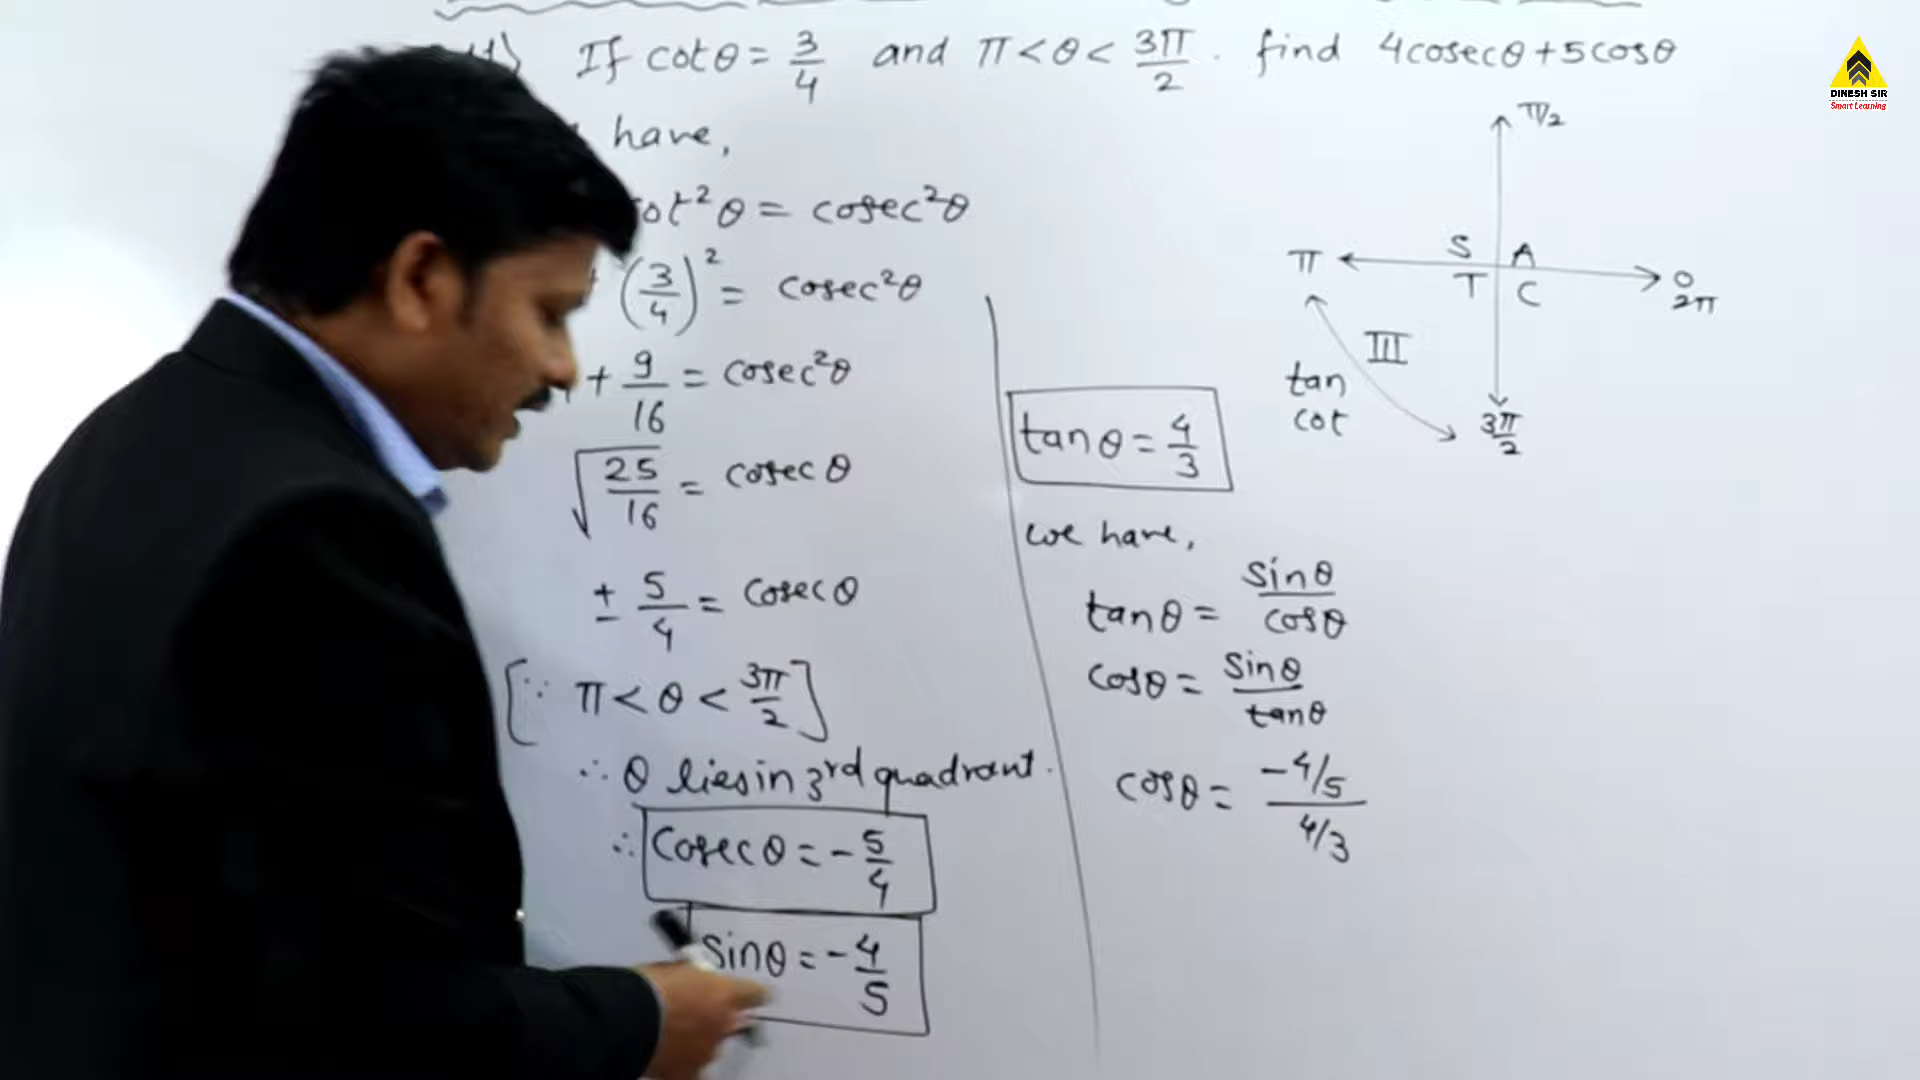 If cotθ = 3/4 and π < θ < 3π/2 . find 4cosecθ + 5cosθ
have,
cot²θ = cosec²θ
(3/4)² = cosec²θ
+ 9/16 = cosec²θ
√25/16 = cosecθ
± 5/4 = cosecθ
[∵ π < θ < 3π/2]
∴ θ lies in 3rd quadrant.
∴ Cosecθ = - 5/4
sinθ = - 4/5
tanθ = 4/3
we have,
tanθ = sinθ/cosθ
cosθ = sinθ/tanθ
cosθ = -4/5 / 4/3
π/2
S A
π
T C
0
2π
III
tan
cot
3π/2
DINESH SIR
Smart Learning